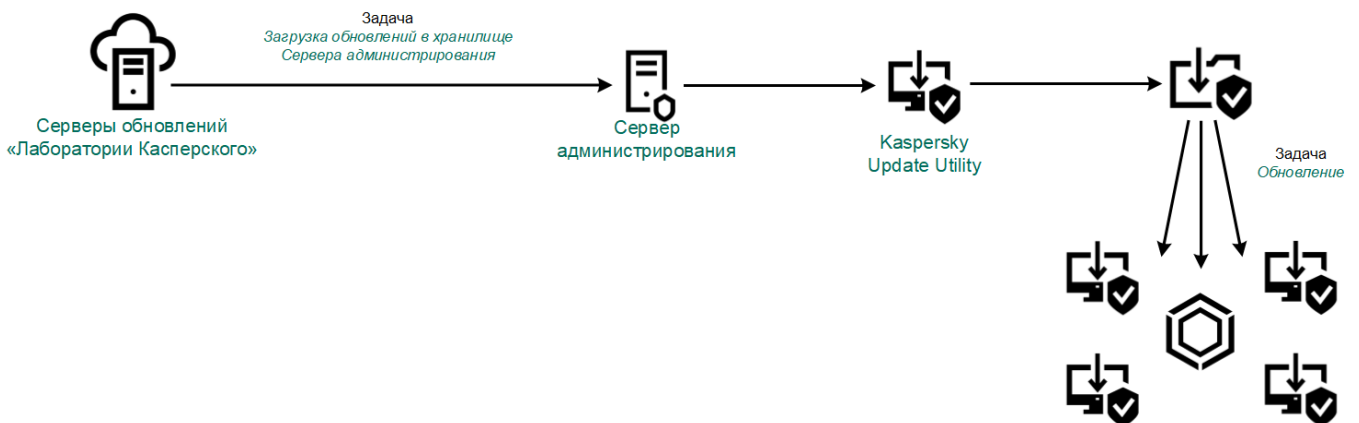 Задача
Загрузка обновлений в хранилище
Сервера администрирования
Серверы обновлений
«Лаборатории Касперского»
Сервер
администрирования
Kaspersky
Update Utility
Задача
Обновление